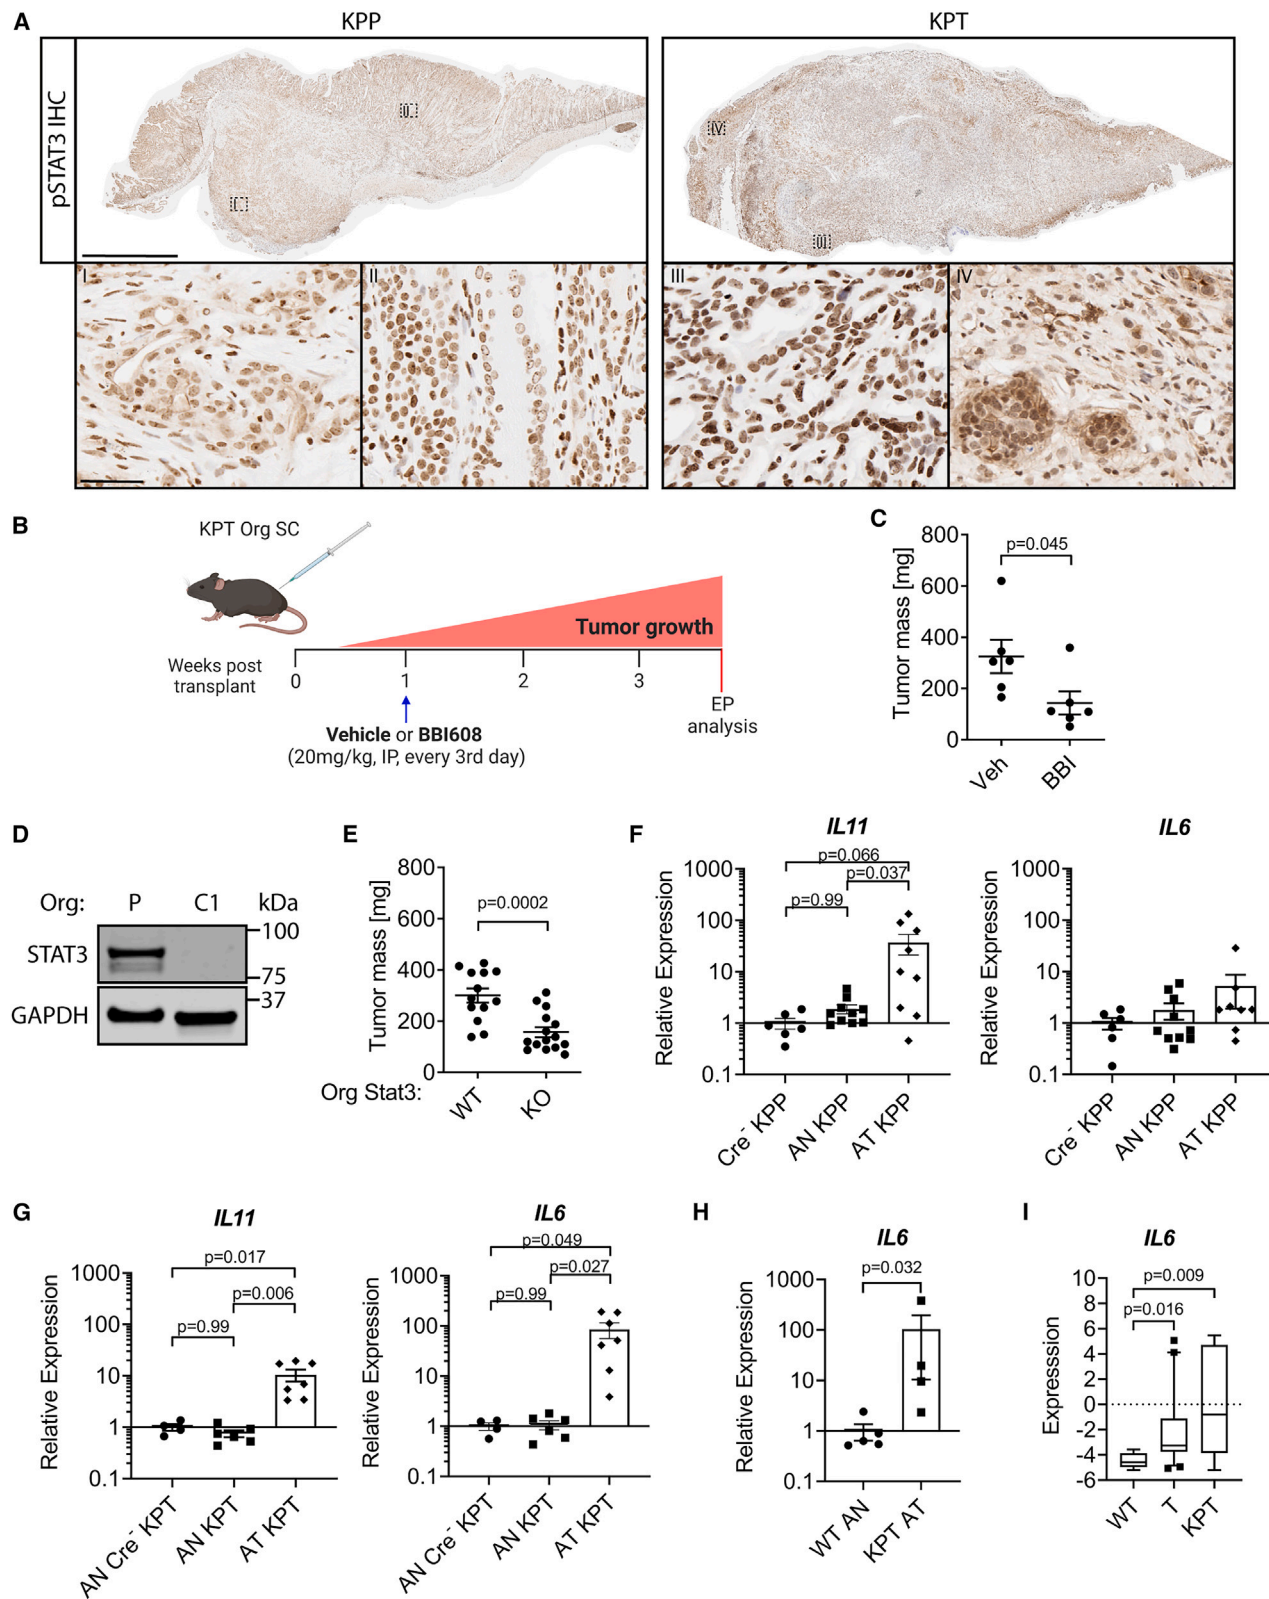 A
KPP
KPT
pSTAT3 IHC
I
II
III
IV
I
II
III
IV
B
KPT Org SC
Tumor growth
Weeks post
transplant
0
1
2
3
EP
analysis
Vehicle or BBI608
(20mg/kg, IP, every 3rd day)
C
Tumor mass [mg]
800
600
400
200
0
p=0.045
Veh
BBI
D
Org:
P
C1
kDa
STAT3
100
75
GAPDH
37
E
Tumor mass [mg]
800
600
400
200
0
p=0.0002
Org Stat3:
WT
KO
F
IL11
Relative Expression
1000
100
10
1
0.1
p=0.066
p=0.037
p=0.99
Cre- KPP
AN KPP
AT KPP
IL6
Relative Expression
1000
100
10
1
0.1
Cre- KPP
AN KPP
AT KPP
G
IL11
Relative Expression
1000
100
10
1
0.1
p=0.017
p=0.006
p=0.99
AN Cre- KPT
AN KPT
AT KPT
IL6
Relative Expression
1000
100
10
1
0.1
p=0.049
p=0.027
p=0.99
AN Cre- KPT
AN KPT
AT KPT
H
IL6
Relative Expression
1000
100
10
1
0.1
p=0.032
WT AN
KPT AT
I
IL6
Expresssion
10
8
6
4
2
0
-2
-4
-6
p=0.009
p=0.016
WT
T
KPT